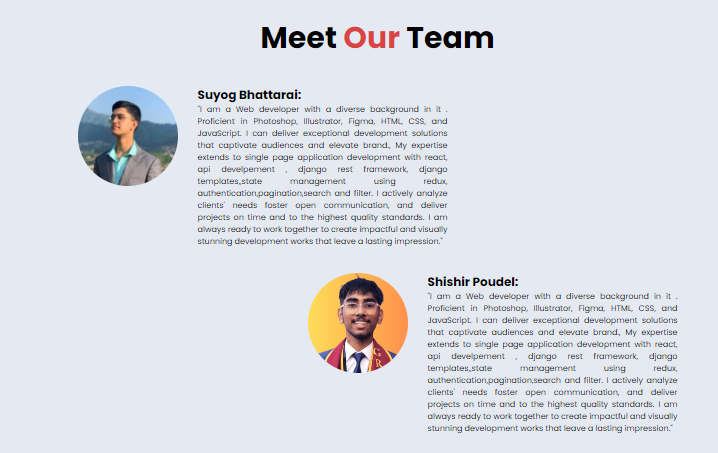 Meet Our Team
Suyog Bhattarai:
"I am a Web developer with a diverse background in it .
Proficient in Photoshop, Illustrator, Figma, HTML, CSS, and
JavaScript. I can deliver exceptional development solutions
that captivate audiences and elevate brand., My expertise
extends to single page application development with react,
api develpement , django rest framework, django
templates,,state management using redux,
authentication,pagination,search and filter. I actively analyze
clients' needs foster open communication, and deliver
projects on time and to the highest quality standards. I am
always ready to work together to create impactful and visually
stunning development works that leave a lasting impression."
Shishir Poudel:
"I am a Web developer with a diverse background in it .
Proficient in Photoshop, Illustrator, Figma, HTML, CSS, and
JavaScript. I can deliver exceptional development solutions
that captivate audiences and elevate brand., My expertise
extends to single page application development with react,
api develpement , django rest framework, django
templates,,state management using redux,
authentication,pagination,search and filter. I actively analyze
clients' needs foster open communication, and deliver
projects on time and to the highest quality standards. I am
always ready to work together to create impactful and visually
stunning development works that leave a lasting impression."